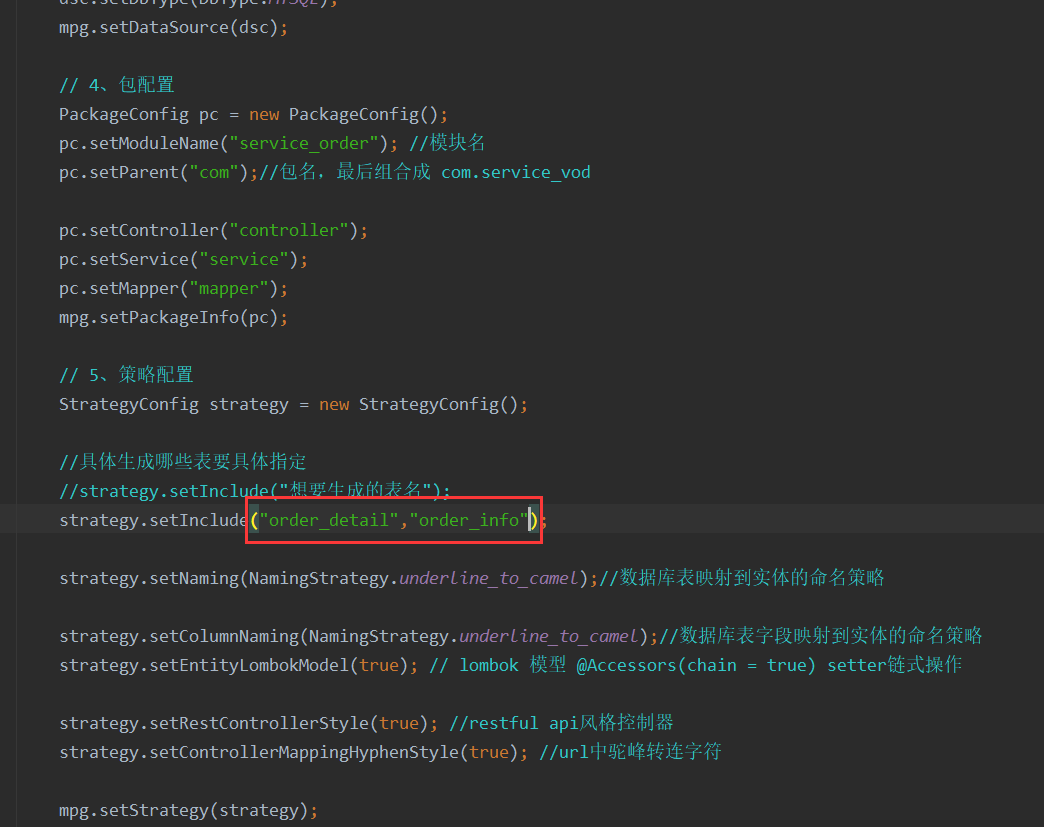 dsc.setDbType(DbType.MYSQL);
mpg.setDataSource(dsc);
// 4、包配置
PackageConfig pc = new PackageConfig();
pc.setModuleName("service_order"); //模块名
pc.setParent("com");//包名，最后组合成 com.service_vod
pc.setController("controller");
pc.setService("service");
pc.setMapper("mapper");
mpg.setPackageInfo(pc);
// 5、策略配置
StrategyConfig strategy = new StrategyConfig();
//具体生成哪些表要具体指定
//strategy.setInclude("想要生成的表名");
strategy.setInclude("order_detail","order_info");
strategy.setNaming(NamingStrategy.underline_to_camel);//数据库表映射到实体的命名策略
strategy.setColumnNaming(NamingStrategy.underline_to_camel);//数据库表字段映射到实体的命名策略
strategy.setEntityLombokModel(true); // lombok 模型 @Accessors(chain = true) setter链式操作
strategy.setRestControllerStyle(true); //restful api风格控制器
strategy.setControllerMappingHyphenStyle(true); //url中驼峰转连字符
mpg.setStrategy(strategy);